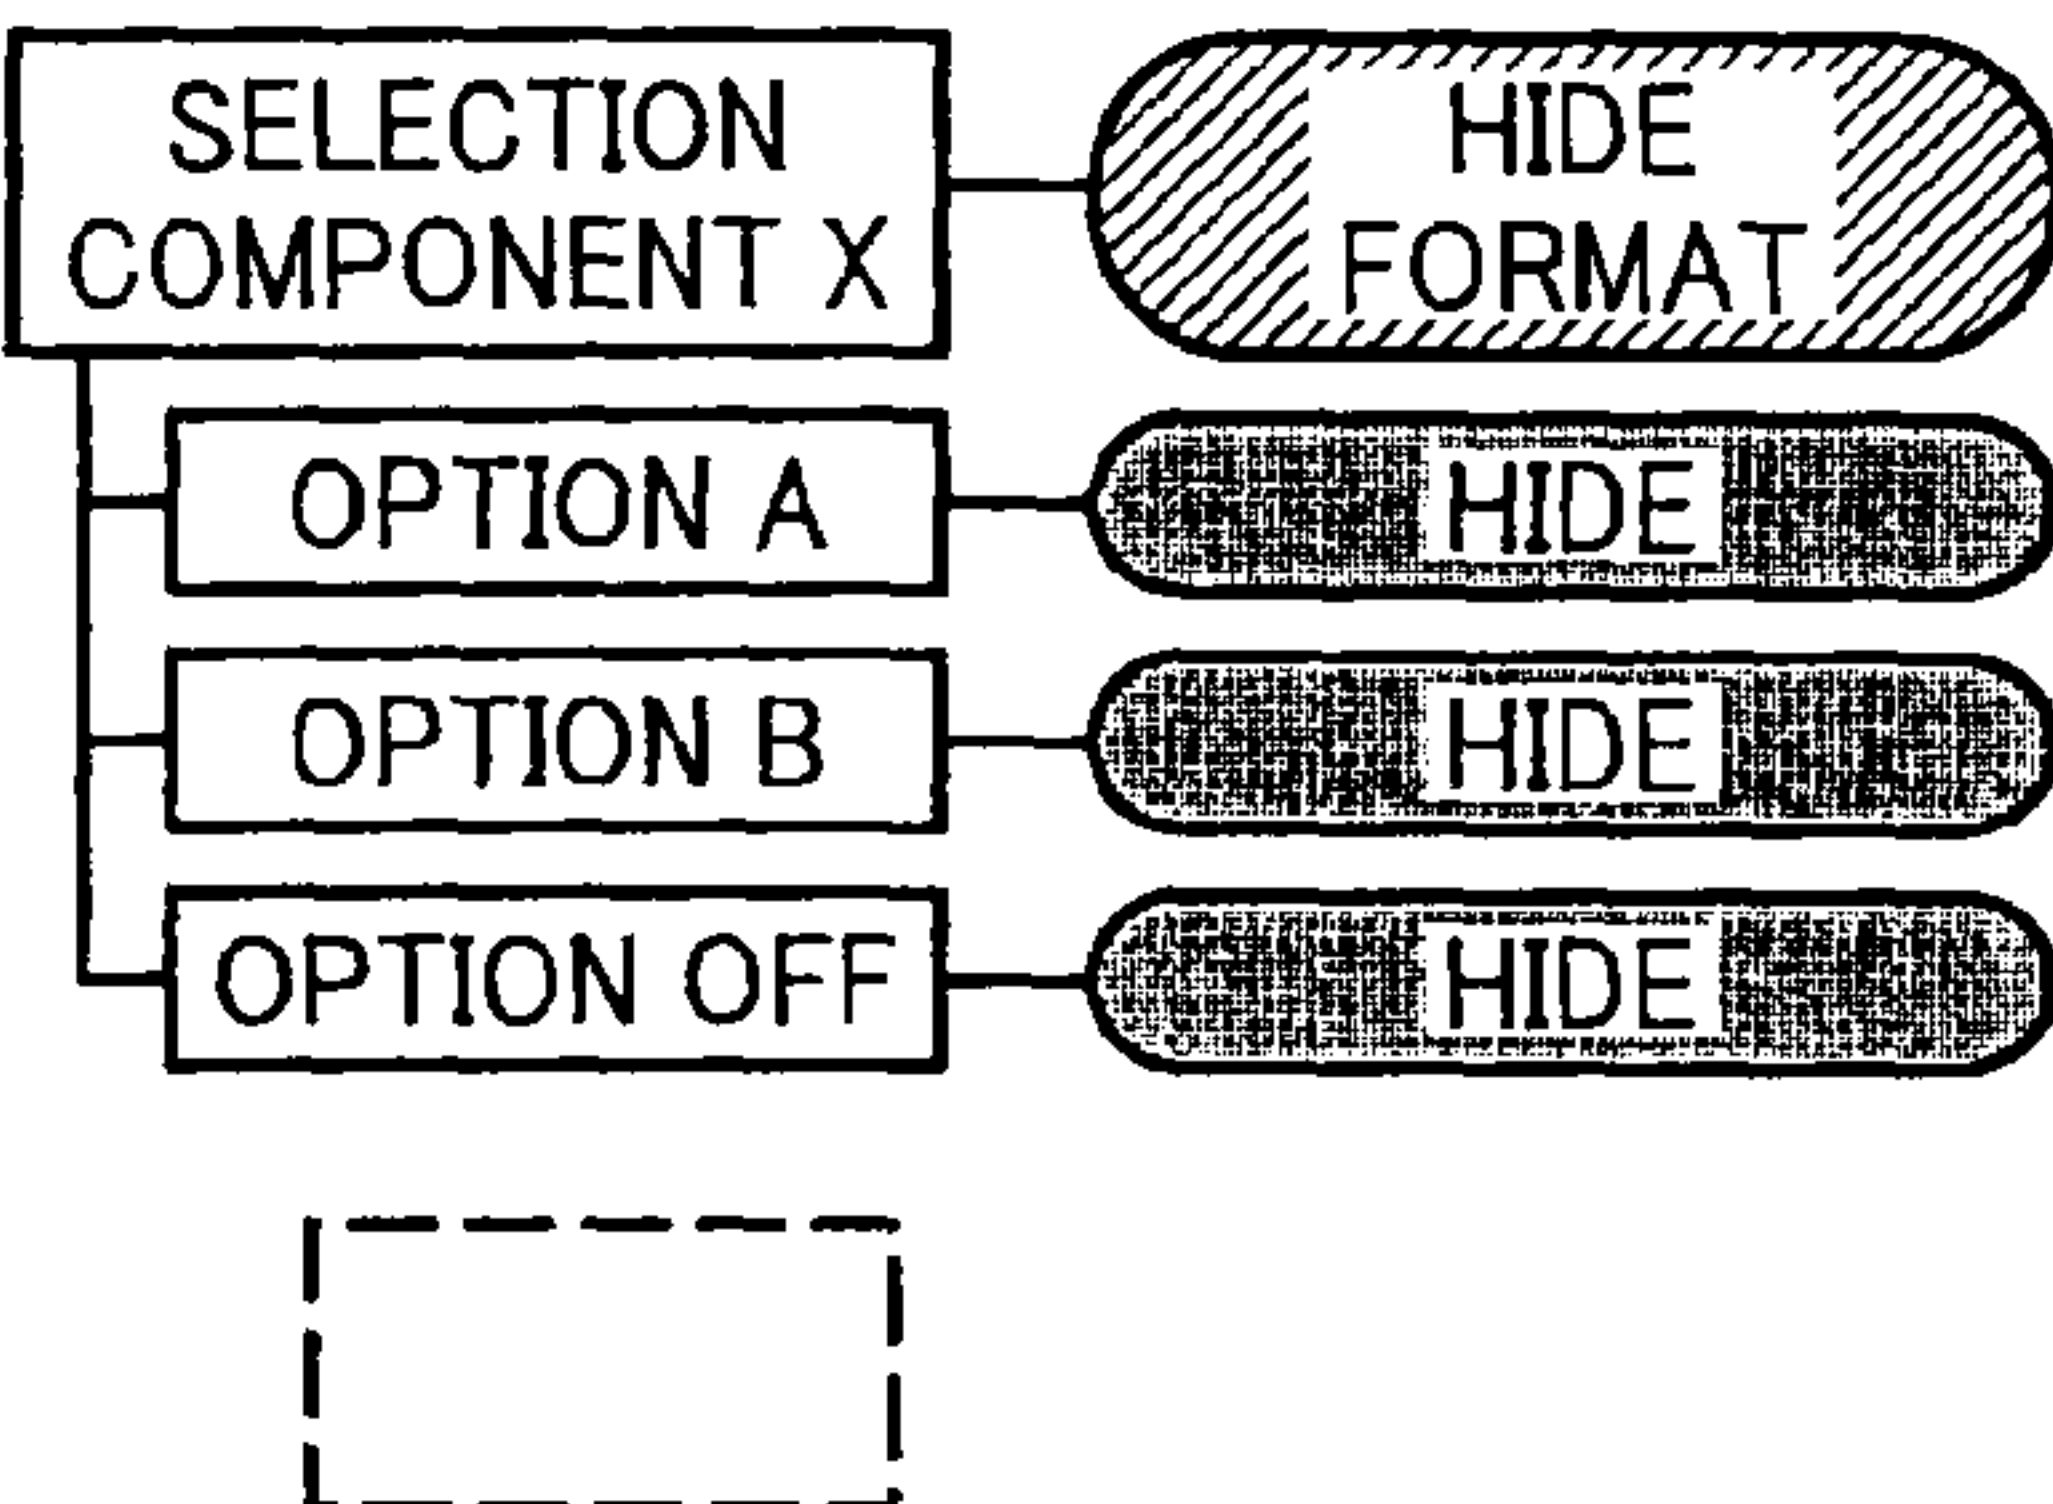 SELECTION
COMPONENT X
HIDE
FORMAT
OPTION A
HIDE
OPTION B
HIDE
OPTION OFF
HIDE